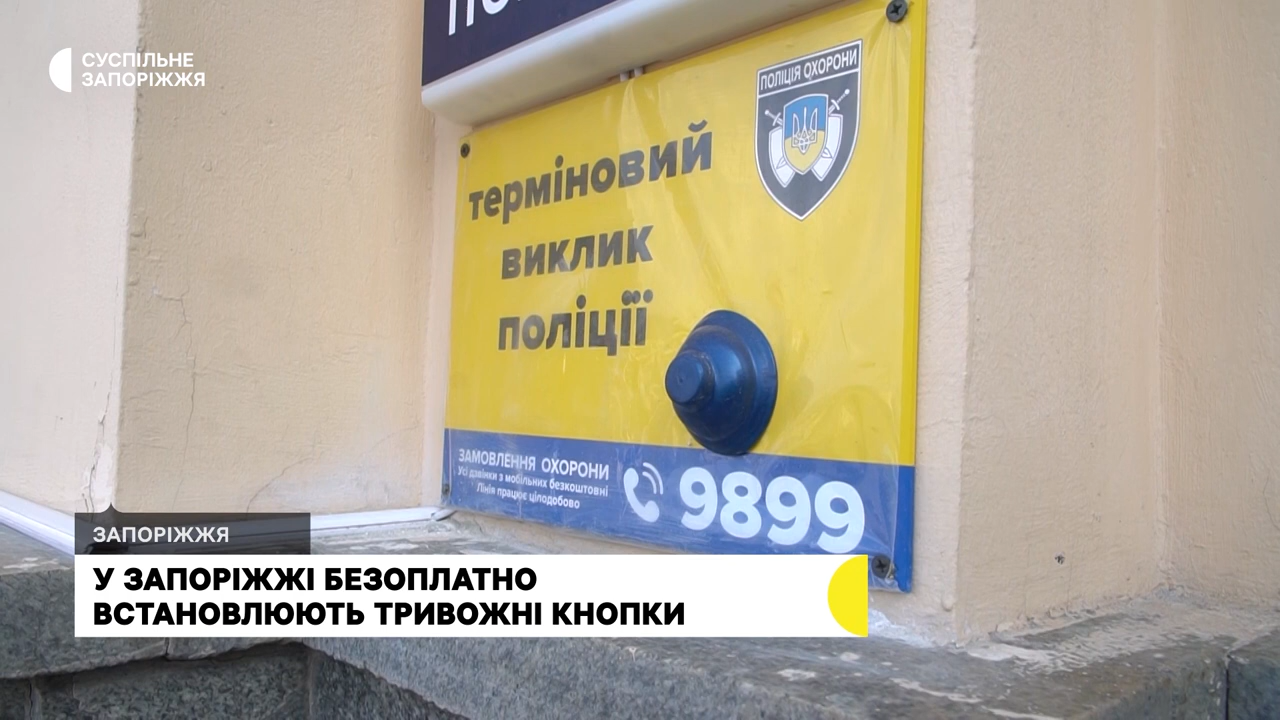 СУСПІЛЬНЕ
ЗАПОРІЖЖЯ
ПОЛІЦІЯ ОХОРОНИ
терміновий
виклик
поліції
ЗАМОВЛЕННЯ ОХОРОНИ
Усі дзвінки з мобільних безкоштовні
Лінія працює цілодобово
9899
ЗАПОРІЖЖЯ
У ЗАПОРІЖЖІ БЕЗОПЛАТНО
ВСТАНОВЛЮЮТЬ ТРИВОЖНІ КНОПКИ